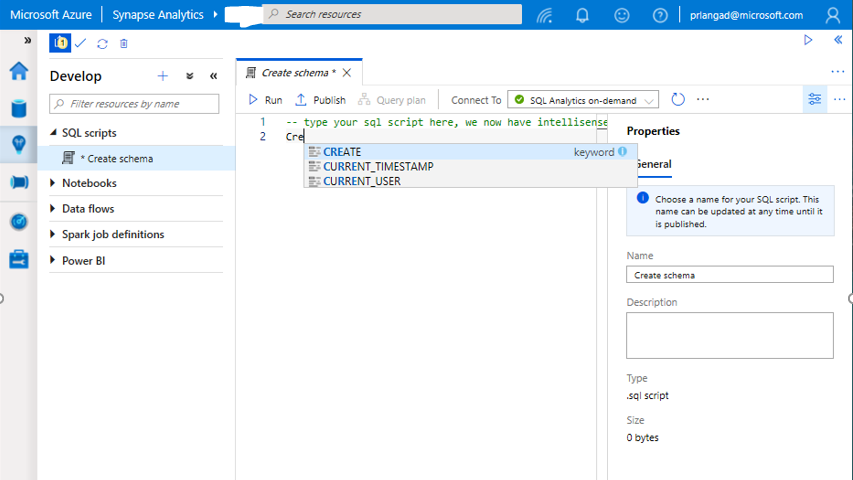 Microsoft Azure
Synapse Analytics
Search resources
prlangad@microsoft.com
1
Develop
Filter resources by name
SQL scripts
* Create schema
Notebooks
Data flows
Spark job definitions
Power BI
Create schema *
Run
Publish
Query plan
Connect To
SQL Analytics on-demand
1 -- type your sql script here, we now have intellisense
2 Cre
CREATE keyword
CURRENT_TIMESTAMP
CURRENT_USER
Properties
General
Choose a name for your SQL script. This
name can be updated at any time until it
is published.
Name
Create schema
Description
Type
.sql script
Size
0 bytes